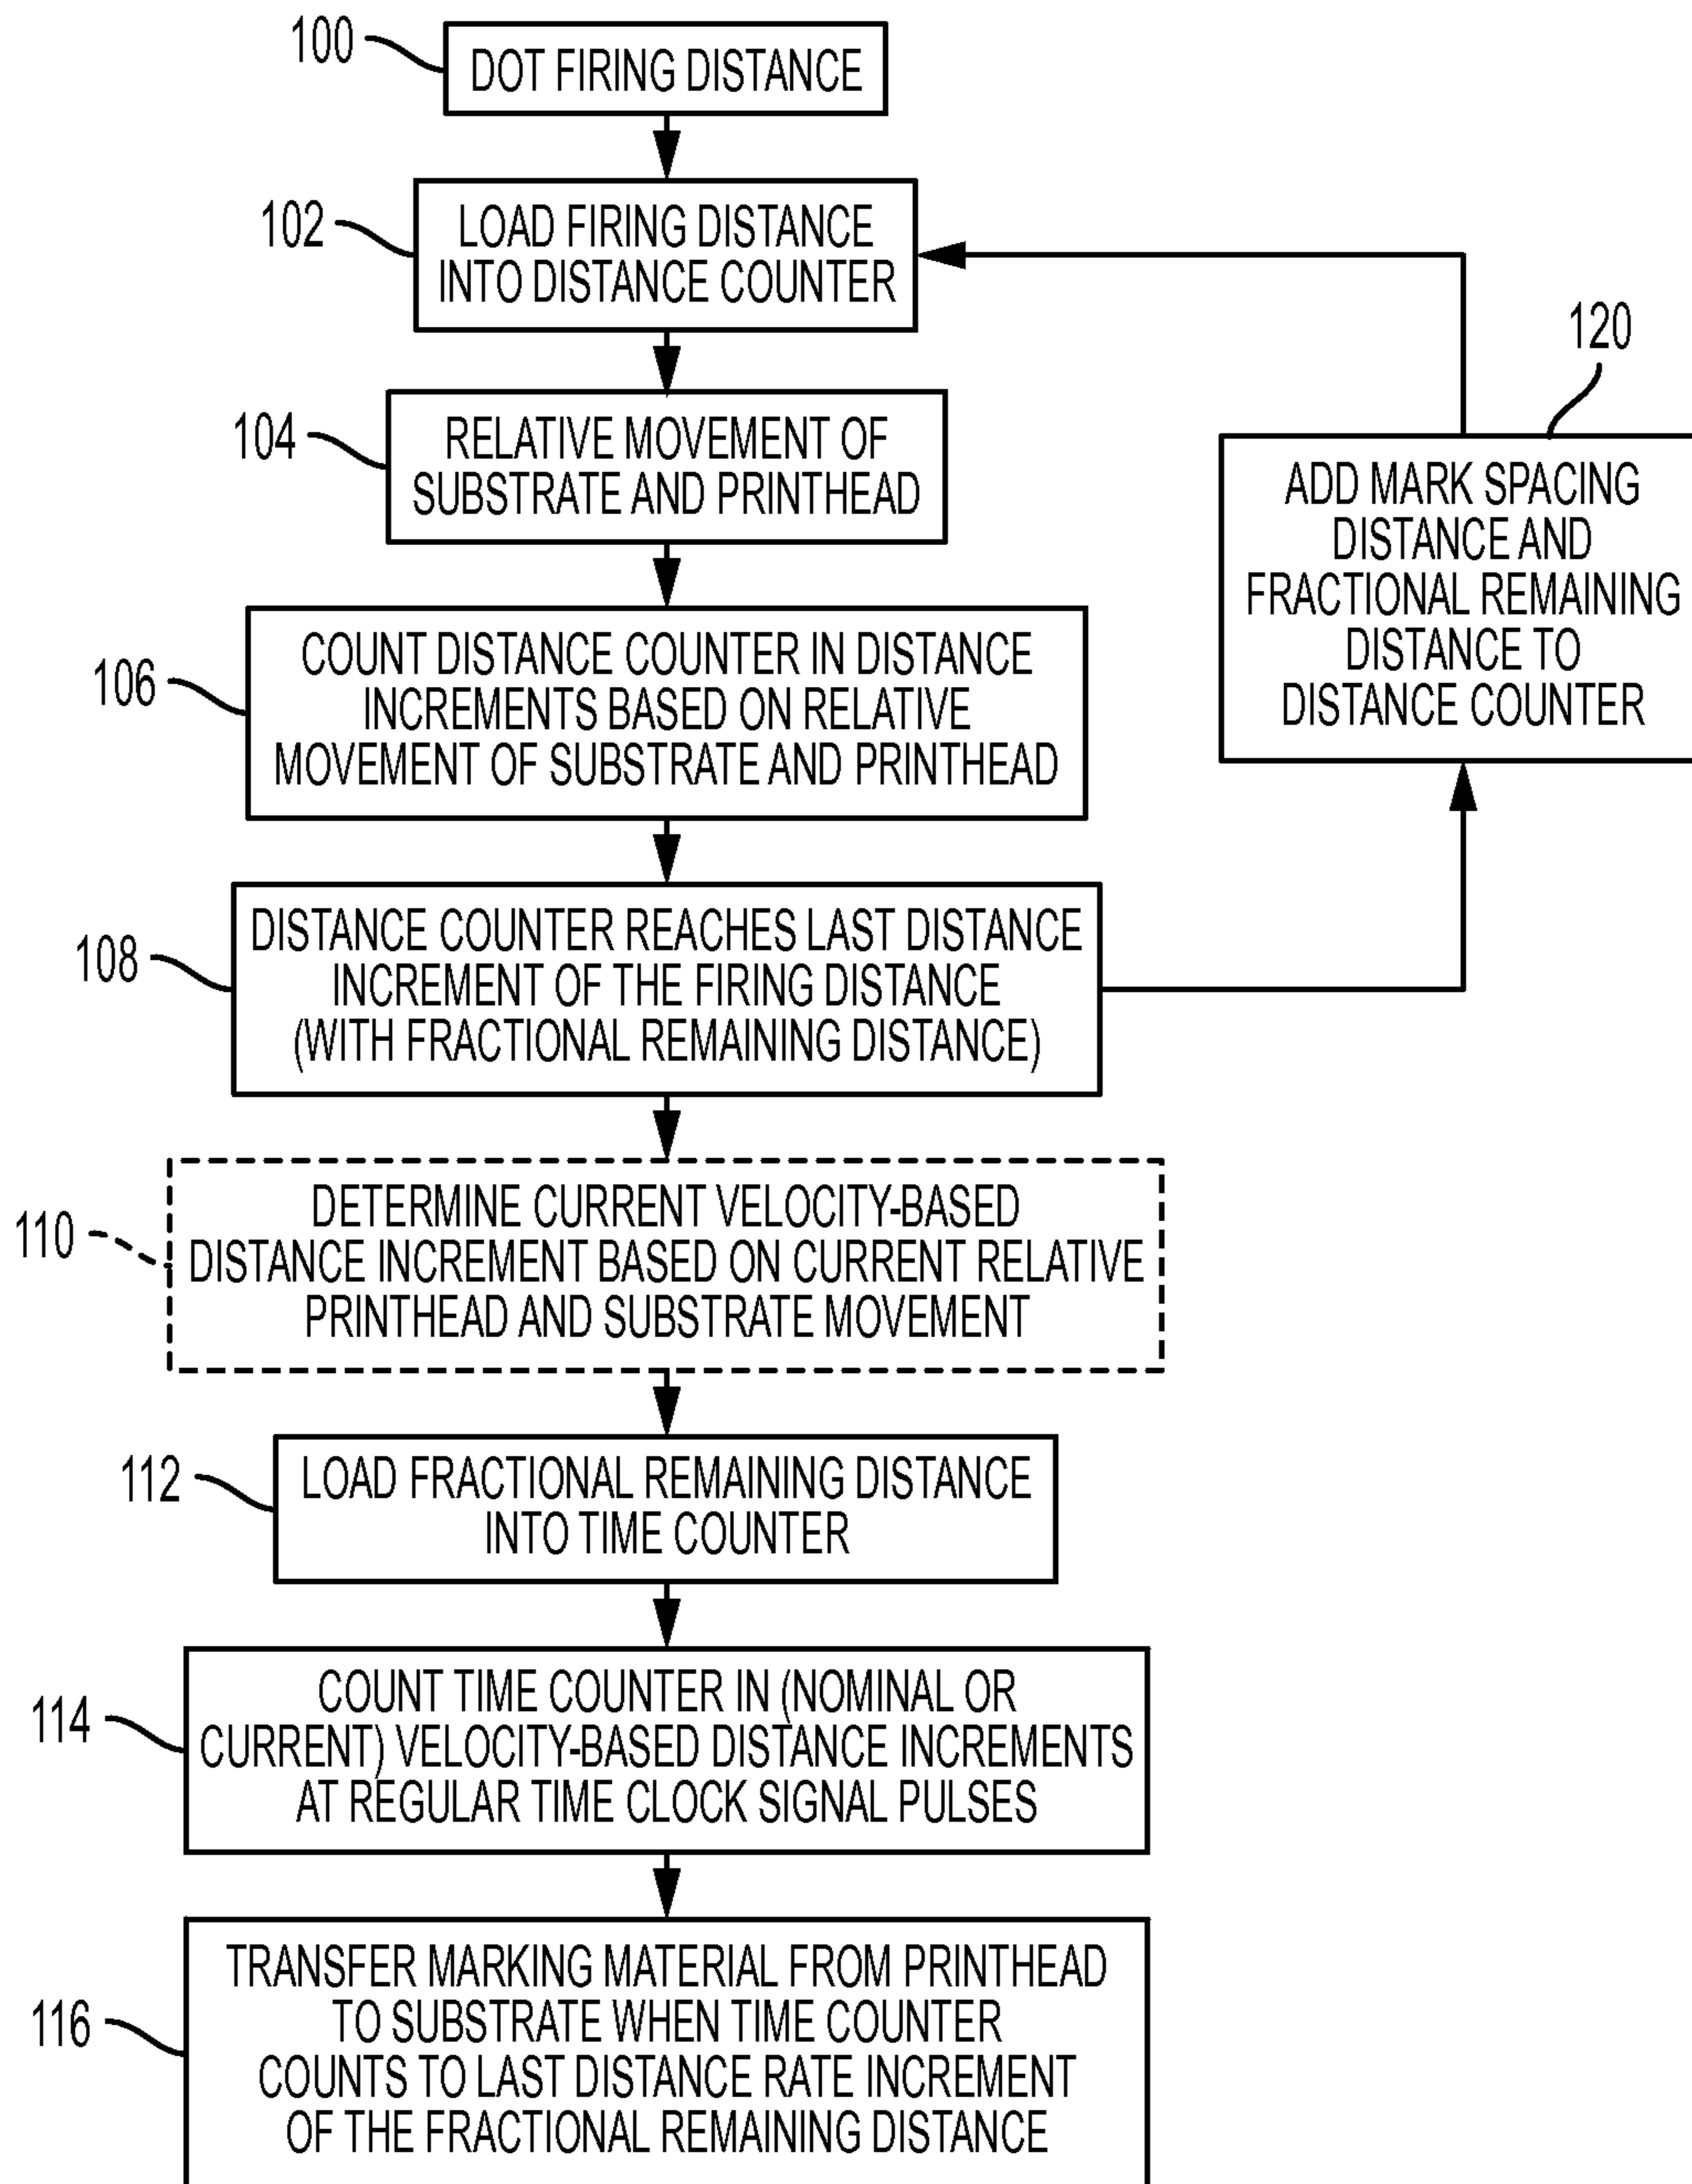 100
DOT FIRING DISTANCE
102
LOAD FIRING DISTANCE
INTO DISTANCE COUNTER
104
RELATIVE MOVEMENT OF
SUBSTRATE AND PRINTHEAD
120
ADD MARK SPACING
DISTANCE AND
FRACTIONAL REMAINING
DISTANCE TO
DISTANCE COUNTER
106
COUNT DISTANCE COUNTER IN DISTANCE
INCREMENTS BASED ON RELATIVE
MOVEMENT OF SUBSTRATE AND PRINTHEAD
108
DISTANCE COUNTER REACHES LAST DISTANCE
INCREMENT OF THE FIRING DISTANCE
(WITH FRACTIONAL REMAINING DISTANCE)
110
DETERMINE CURRENT VELOCITY-BASED
DISTANCE INCREMENT BASED ON CURRENT RELATIVE
PRINTHEAD AND SUBSTRATE MOVEMENT
112
LOAD FRACTIONAL REMAINING DISTANCE
INTO TIME COUNTER
114
COUNT TIME COUNTER IN (NOMINAL OR
CURRENT) VELOCITY-BASED DISTANCE INCREMENTS
AT REGULAR TIME CLOCK SIGNAL PULSES
116
TRANSFER MARKING MATERIAL FROM PRINTHEAD
TO SUBSTRATE WHEN TIME COUNTER
COUNTS TO LAST DISTANCE RATE INCREMENT
OF THE FRACTIONAL REMAINING DISTANCE